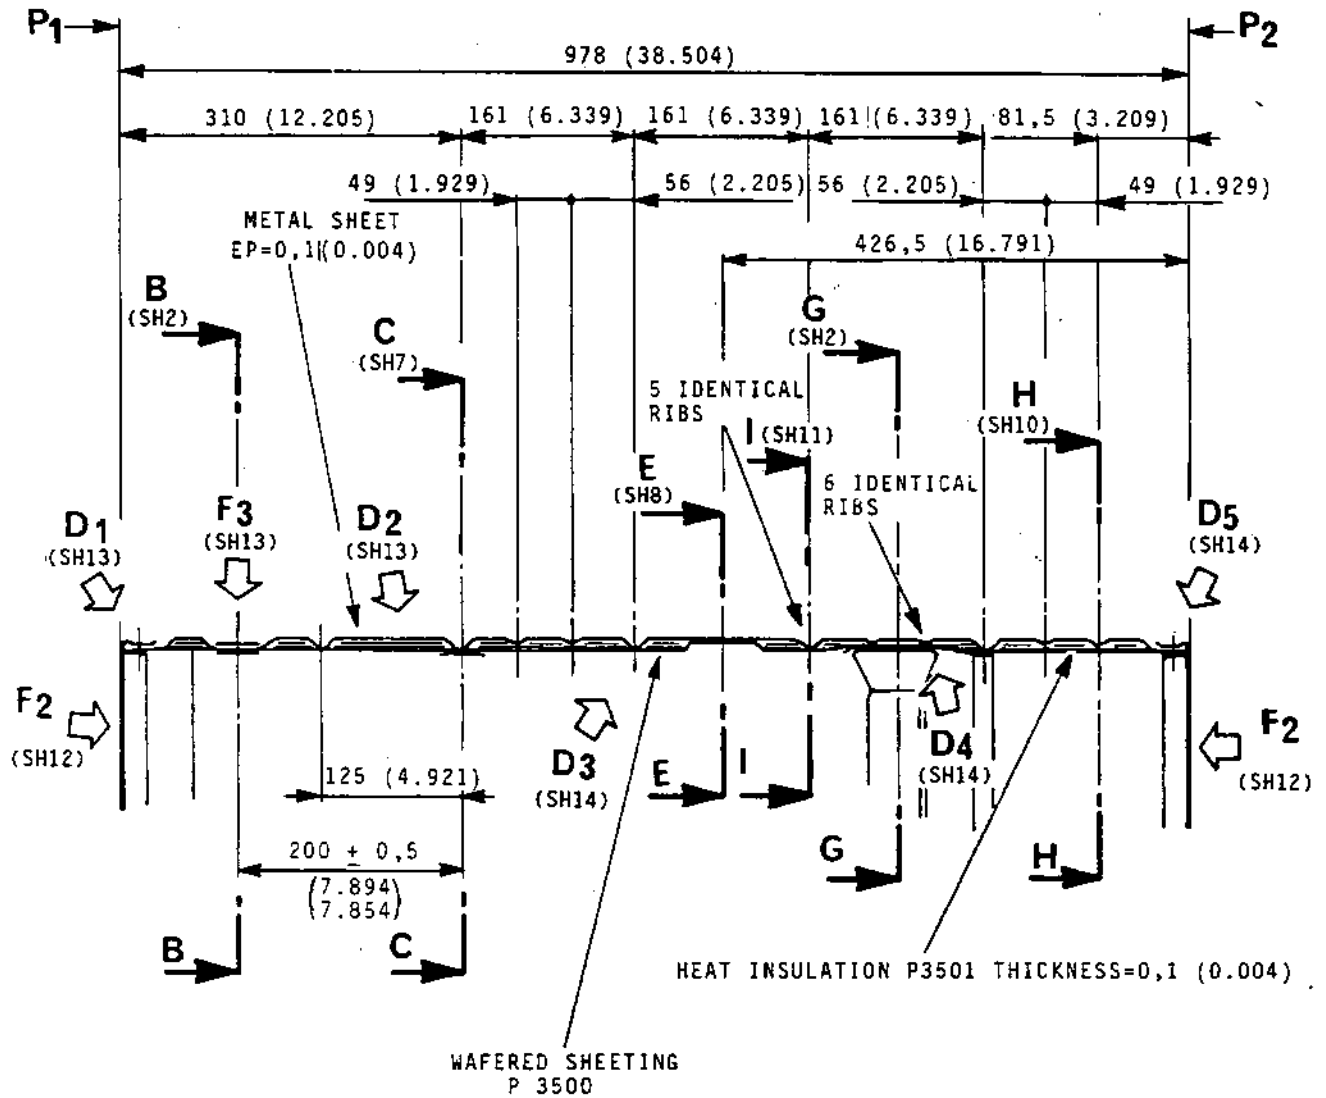 P1
P2
978 (38.504)
310 (12.205)
161 (6.339)
161 (6.339)
161 (6.339)
81,5 (3.209)
49 (1.929)
56 (2.205)
56 (2.205)
49 (1.929)
METAL SHEET
EP=0,1 (0.004)
426,5 (16.791)
B
(SH2)
C
(SH7)
G
(SH2)
5 IDENTICAL
RIBS
H
(SH10)
I (SH11)
E
(SH8)
6 IDENTICAL
RIBS
D1
(SH13)
F3
(SH13)
D2
(SH13)
D5
(SH14)
F2
(SH12)
D3
(SH14)
D4
(SH14)
F2
(SH12)
E
I
125 (4.921)
200 ± 0,5
(7.894)
(7.854)
G
H
B
C
HEAT INSULATION P3501 THICKNESS=0,1 (0.004)
WAFERED SHEETING
P 3500